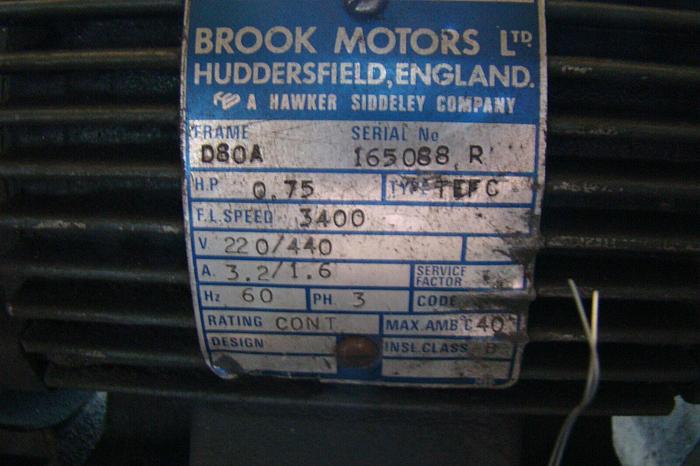 BROOK MOTORS LTD.
HUDDERSFIELD, ENGLAND.
A HAWKER SIDDELEY COMPANY
FRAME SERIAL No
D80A 165088 R
H.P 0.75 TYPE TEFC
F.L. SPEED 3400
V. 220/440
A. 3.2/1.6 SERVICE FACTOR
Hz 60 PH 3 CODE
RATING CONT MAX. AMB °C 40
DESIGN INSL. CLASS B